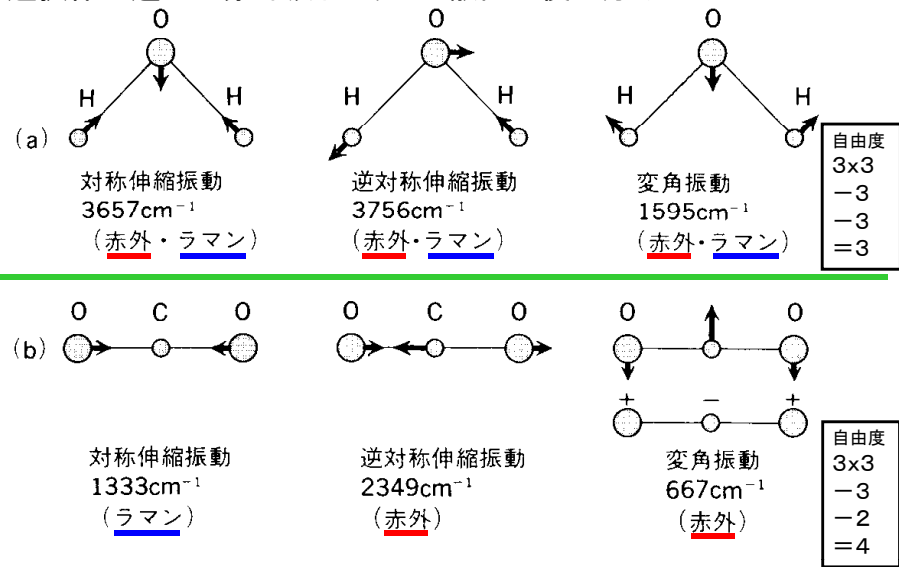 O
O
O
H
H
H
H
H
H
(a)
対称伸縮振動
3657cm⁻¹
(赤外・ラマン)
逆対称伸縮振動
3756cm⁻¹
(赤外・ラマン)
変角振動
1595cm⁻¹
(赤外・ラマン)
自由度
3x3
－3
－3
＝3
(b)
O C O
O C O
O O
+ − +
対称伸縮振動
1333cm⁻¹
(ラマン)
逆対称伸縮振動
2349cm⁻¹
(赤外)
変角振動
667cm⁻¹
(赤外)
自由度
3x3
－3
－2
＝4